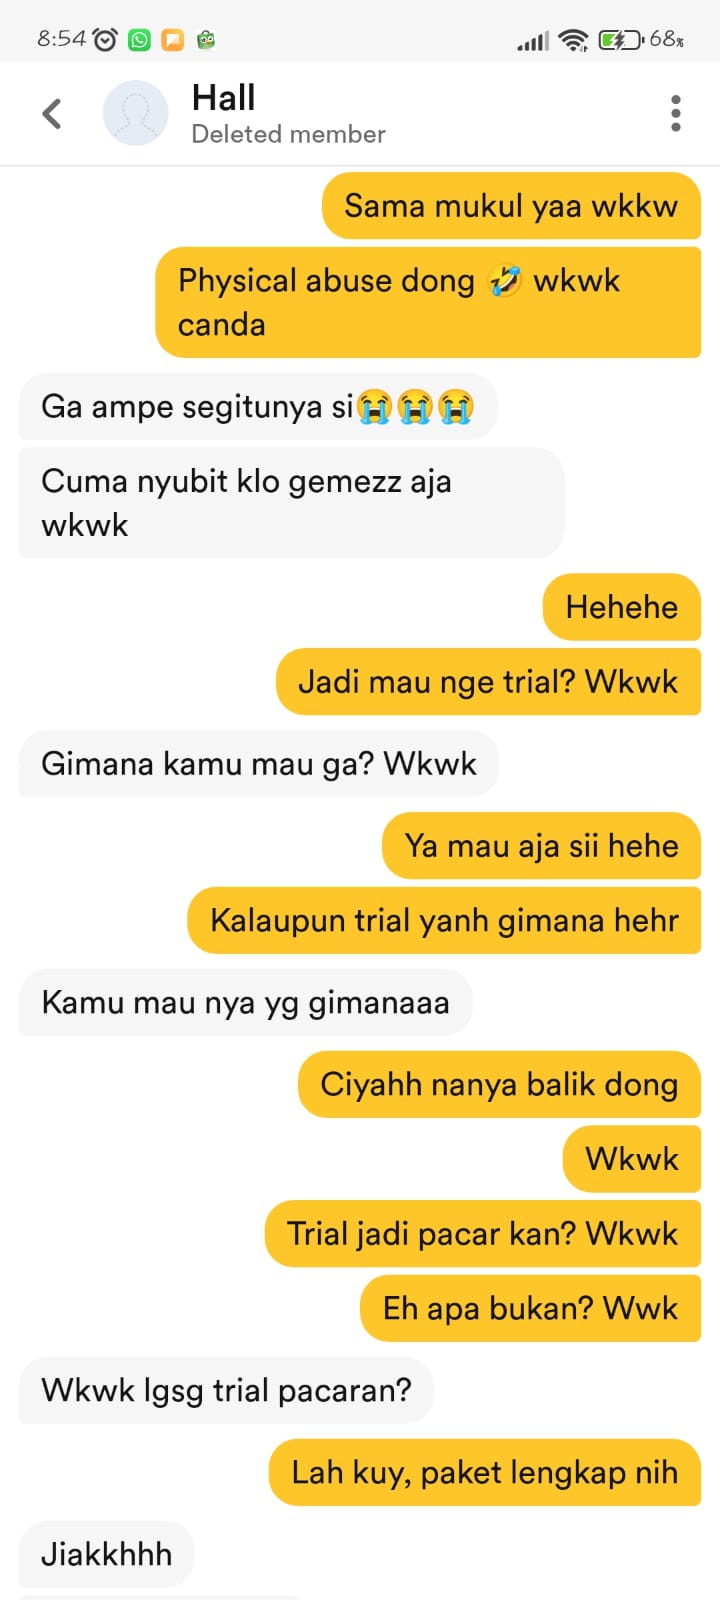 8:54 68%
Hall
Deleted member
Sama mukul yaa wkkw
Physical abuse dong 🤣 wkwk
canda
Ga ampe segitunya si😭😭😭
Cuma nyubit klo gemezz aja
wkwk
Hehehe
Jadi mau nge trial? Wkwk
Gimana kamu mau ga? Wkwk
Ya mau aja sii hehe
Kalaupun trial yanh gimana hehr
Kamu mau nya yg gimanaaa
Ciyahh nanya balik dong
Wkwk
Trial jadi pacar kan? Wkwk
Eh apa bukan? Wwk
Wkwk lgsg trial pacaran?
Lah kuy, paket lengkap nih
Jiakkhhh